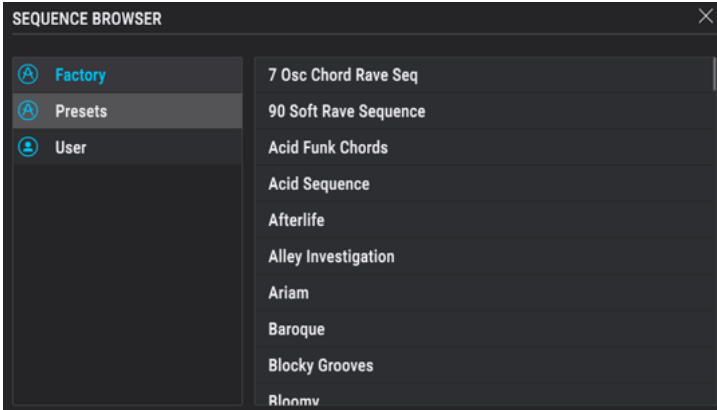 SEQUENCE BROWSER
Factory
Presets
User
7 Osc Chord Rave Seq
90 Soft Rave Sequence
Acid Funk Chords
Acid Sequence
Afterlife
Alley Investigation
Ariam
Baroque
Blocky Grooves
Bloomy